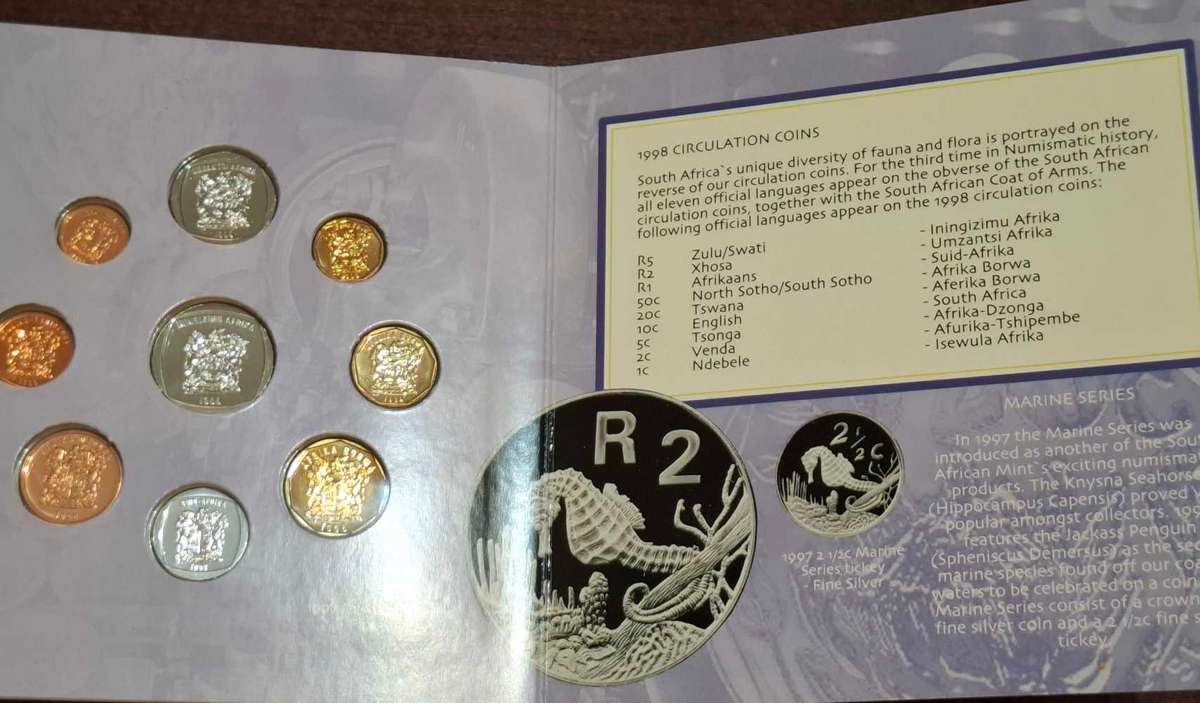 UMZANTSI AFRIKA
ININGIZIMU AFRIKA
SUID-AFRIKA
AFRIKA BORWA
1998 CIRCULATION COINS
South Africa`s unique diversity of fauna and flora is portrayed on the
reverse of our circulation coins. For the third time in Numismatic history,
all eleven official languages appear on the obverse of the South African
circulation coins, together with the South African Coat of Arms. The
following official languages appear on the 1998 circulation coins:
R5 Zulu/Swati - Iningizimu Afrika
R2 Xhosa - Umzantsi Afrika
R1 Afrikaans - Suid-Afrika
50c North Sotho/South Sotho - Afrika Borwa
20c Tswana - Aferika Borwa
10c English - South Africa
5c Tsonga - Afrika-Dzonga
2c Venda - Afurika-Tshipembe
1c Ndebele - Isewula Afrika
R 2
2 1/2 C
1997 2 1/2c Marine
Series tickey
Fine Silver
MARINE SERIES
In 1997 the Marine Series was
introduced as another of the
African Mint`s exciting
products. The Knysna
(Hippocampus Capensis) proved
popular amongst collectors.
features the Jackass Penguin
(Spheniscus Demersus) as the
marine species found off our
waters to be celebrated on a coin
Marine Series consist of a crown
fine silver coin and a 2 1/2c fine
tickey.